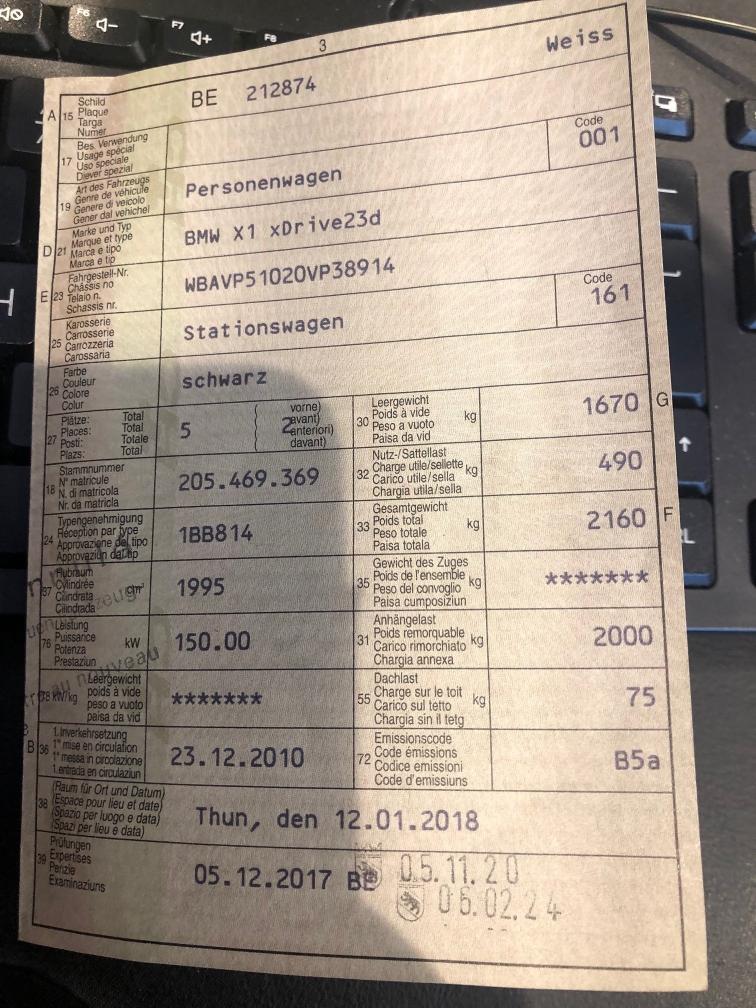 F6
F7
F8
3
Weiss
A 15 Schild
Plaque
Targa
Numer
BE 212874
17 Bes. Verwendung
Usage spécial
Uso speciale
Diever spezial
19 Art des Fahrzeugs
Genre de véhicule
Genere di veicolo
Gener dal vehichel
Personenwagen
Code
001
D 21 Marke und Typ
Marque et type
Marca e tipo
Marca e tip
BMW X1 xDrive23d
E 23 Fahrgestell-Nr.
Châssis no
Telaio n.
Schassis nr.
WBAVP51020VP38914
25 Karosserie
Carrosserie
Carrozzeria
Carossaria
Stationswagen
Code
161
26 Farbe
Couleur
Colore
Colur
schwarz
27 Plätze: Total
Places: Total
Posti: Totale
Plazs: Total
5
( vorne)
2 avant)
anteriori)
( davant)
30 Leergewicht
Poids à vide
Peso a vuoto
Paisa da vid
kg
1670 G
18 Stammnummer
N° matricule
N. di matricola
Nr. da matricla
205.469.369
32 Nutz-/Sattellast
Charge utile/sellette
Carico utile/sella
Chargia utila/sella
kg
490
24 Typengenehmigung
Réception par type
Approvazione del tipo
Approvaziun dal tip
1BB814
33 Gesamtgewicht
Poids total
Peso totale
Paisa totala
kg
2160 F
37 Hubraum
Cylindrée
Cilindrata
Cilindrada
cm³
1995
35 Gewicht des Zuges
Poids de l'ensemble
Peso del convoglio
Paisa cumposiziun
kg
*******
76 Leistung
Puissance
Potenza
Prestaziun
kW
150.00
31 Anhängelast
Poids remorquable
Carico rimorchiato
Chargia annexa
kg
2000
78 kW/kg Leergewicht
poids à vide
peso a vuoto
paisa da vid
*******
55 Dachlast
Charge sur le toit
Carico sul tetto
Chargia sin il tetg
kg
75
B 36 1. Inverkehrsetzung
1re mise en circulation
1a messa in circolazione
1. entrada en circulaziun
23.12.2010
72 Emissionscode
Code émissions
Codice emissioni
Code d'emissiuns
B5a
38 (Raum für Ort und Datum)
(Espace pour lieu et date)
(Spazio per luogo e data)
(Spazi per lieu e data)
Thun, den 12.01.2018
39 Prüfungen
Expertises
Perizie
Examinaziuns
05.12.2017 BE
05.11.20
06.02.24
nouveau